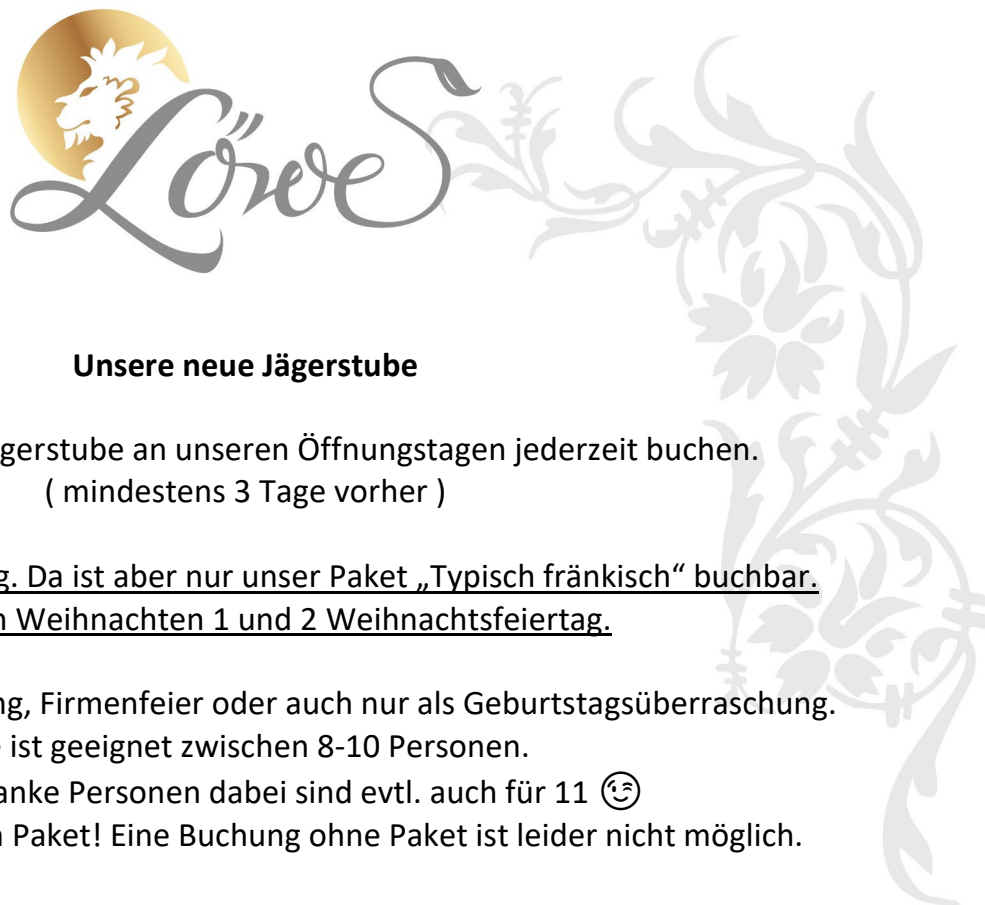 LöweS
Unsere neue Jägerstube
gerstube an unseren Öffnungstagen jederzeit buchen.
( mindestens 3 Tage vorher )
g. Da ist aber nur unser Paket „Typisch fränkisch“ buchbar.
n Weihnachten 1 und 2 Weihnachtsfeiertag.
ng, Firmenfeier oder auch nur als Geburtstagsüberraschung.
ist geeignet zwischen 8-10 Personen.
anke Personen dabei sind evtl. auch für 11 😉
n Paket! Eine Buchung ohne Paket ist leider nicht möglich.